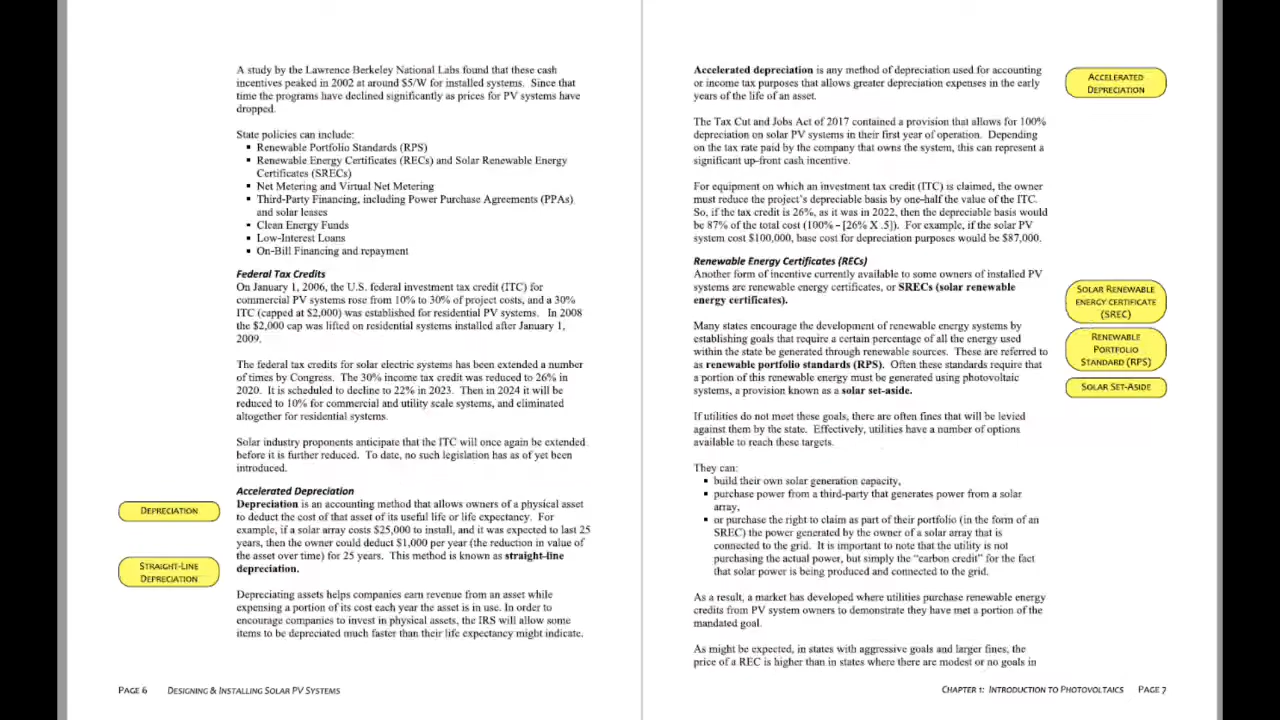 A study by the Lawrence Berkeley National Labs found that these cash
incentives peaked in 2002 at around $5/W for installed systems. Since that
time the programs have declined significantly as prices for PV systems have
dropped.
State policies can include:
▪ Renewable Portfolio Standards (RPS)
▪ Renewable Energy Certificates (RECs) and Solar Renewable Energy
Certificates (SRECs)
▪ Net Metering and Virtual Net Metering
▪ Third-Party Financing, including Power Purchase Agreements (PPAs)
and solar leases
▪ Clean Energy Funds
▪ Low-Interest Loans
▪ On-Bill Financing and repayment
Federal Tax Credits
On January 1, 2006, the U.S. federal investment tax credit (ITC) for
commercial PV systems rose from 10% to 30% of project costs, and a 30%
ITC (capped at $2,000) was established for residential PV systems. In 2008
the $2,000 cap was lifted on residential systems installed after January 1,
2009.
The federal tax credits for solar electric systems has been extended a number
of times by Congress. The 30% income tax credit was reduced to 26% in
2020. It is scheduled to decline to 22% in 2023. Then in 2024 it will be
reduced to 10% for commercial and utility scale systems, and eliminated
altogether for residential systems.
Solar industry proponents anticipate that the ITC will once again be extended
before it is further reduced. To date, no such legislation has as of yet been
introduced.
Accelerated Depreciation
DEPRECIATION
Depreciation is an accounting method that allows owners of a physical asset
to deduct the cost of that asset of its useful life or life expectancy. For
example, if a solar array costs $25,000 to install, and it was expected to last 25
years, then the owner could deduct $1,000 per year (the reduction in value of
the asset over time) for 25 years. This method is known as straight-line
depreciation.
STRAIGHT-LINE
DEPRECIATION
Depreciating assets helps companies earn revenue from an asset while
expensing a portion of its cost each year the asset is in use. In order to
encourage companies to invest in physical assets, the IRS will allow some
items to be depreciated much faster than their life expectancy might indicate.
PAGE 6 DESIGNING & INSTALLING SOLAR PV SYSTEMS
Accelerated depreciation is any method of depreciation used for accounting
or income tax purposes that allows greater depreciation expenses in the early
years of the life of an asset.
ACCELERATED
DEPRECIATION
The Tax Cut and Jobs Act of 2017 contained a provision that allows for 100%
depreciation on solar PV systems in their first year of operation. Depending
on the tax rate paid by the company that owns the system, this can represent a
significant up-front cash incentive.
For equipment on which an investment tax credit (ITC) is claimed, the owner
must reduce the project's depreciable basis by one-half the value of the ITC.
So, if the tax credit is 26%, as it was in 2022, then the depreciable basis would
be 87% of the total cost (100% – [26% X .5]). For example, if the solar PV
system cost $100,000, base cost for depreciation purposes would be $87,000.
Renewable Energy Certificates (RECs)
Another form of incentive currently available to some owners of installed PV
systems are renewable energy certificates, or SRECs (solar renewable
energy certificates).
SOLAR RENEWABLE
ENERGY CERTIFICATE
(SREC)
Many states encourage the development of renewable energy systems by
establishing goals that require a certain percentage of all the energy used
within the state be generated through renewable sources. These are referred to
as renewable portfolio standards (RPS). Often these standards require that
a portion of this renewable energy must be generated using photovoltaic
systems, a provision known as a solar set-aside.
RENEWABLE
PORTFOLIO
STANDARD (RPS)
SOLAR SET-ASIDE
If utilities do not meet these goals, there are often fines that will be levied
against them by the state. Effectively, utilities have a number of options
available to reach these targets.
They can:
▪ build their own solar generation capacity,
▪ purchase power from a third-party that generates power from a solar
array,
▪ or purchase the right to claim as part of their portfolio (in the form of an
SREC) the power generated by the owner of a solar array that is
connected to the grid. It is important to note that the utility is not
purchasing the actual power, but simply the "carbon credit" for the fact
that solar power is being produced and connected to the grid.
As a result, a market has developed where utilities purchase renewable energy
credits from PV system owners to demonstrate they have met a portion of the
mandated goal.
As might be expected, in states with aggressive goals and larger fines, the
price of a REC is higher than in states where there are modest or no goals in
CHAPTER 1: INTRODUCTION TO PHOTOVOLTAICS PAGE 7